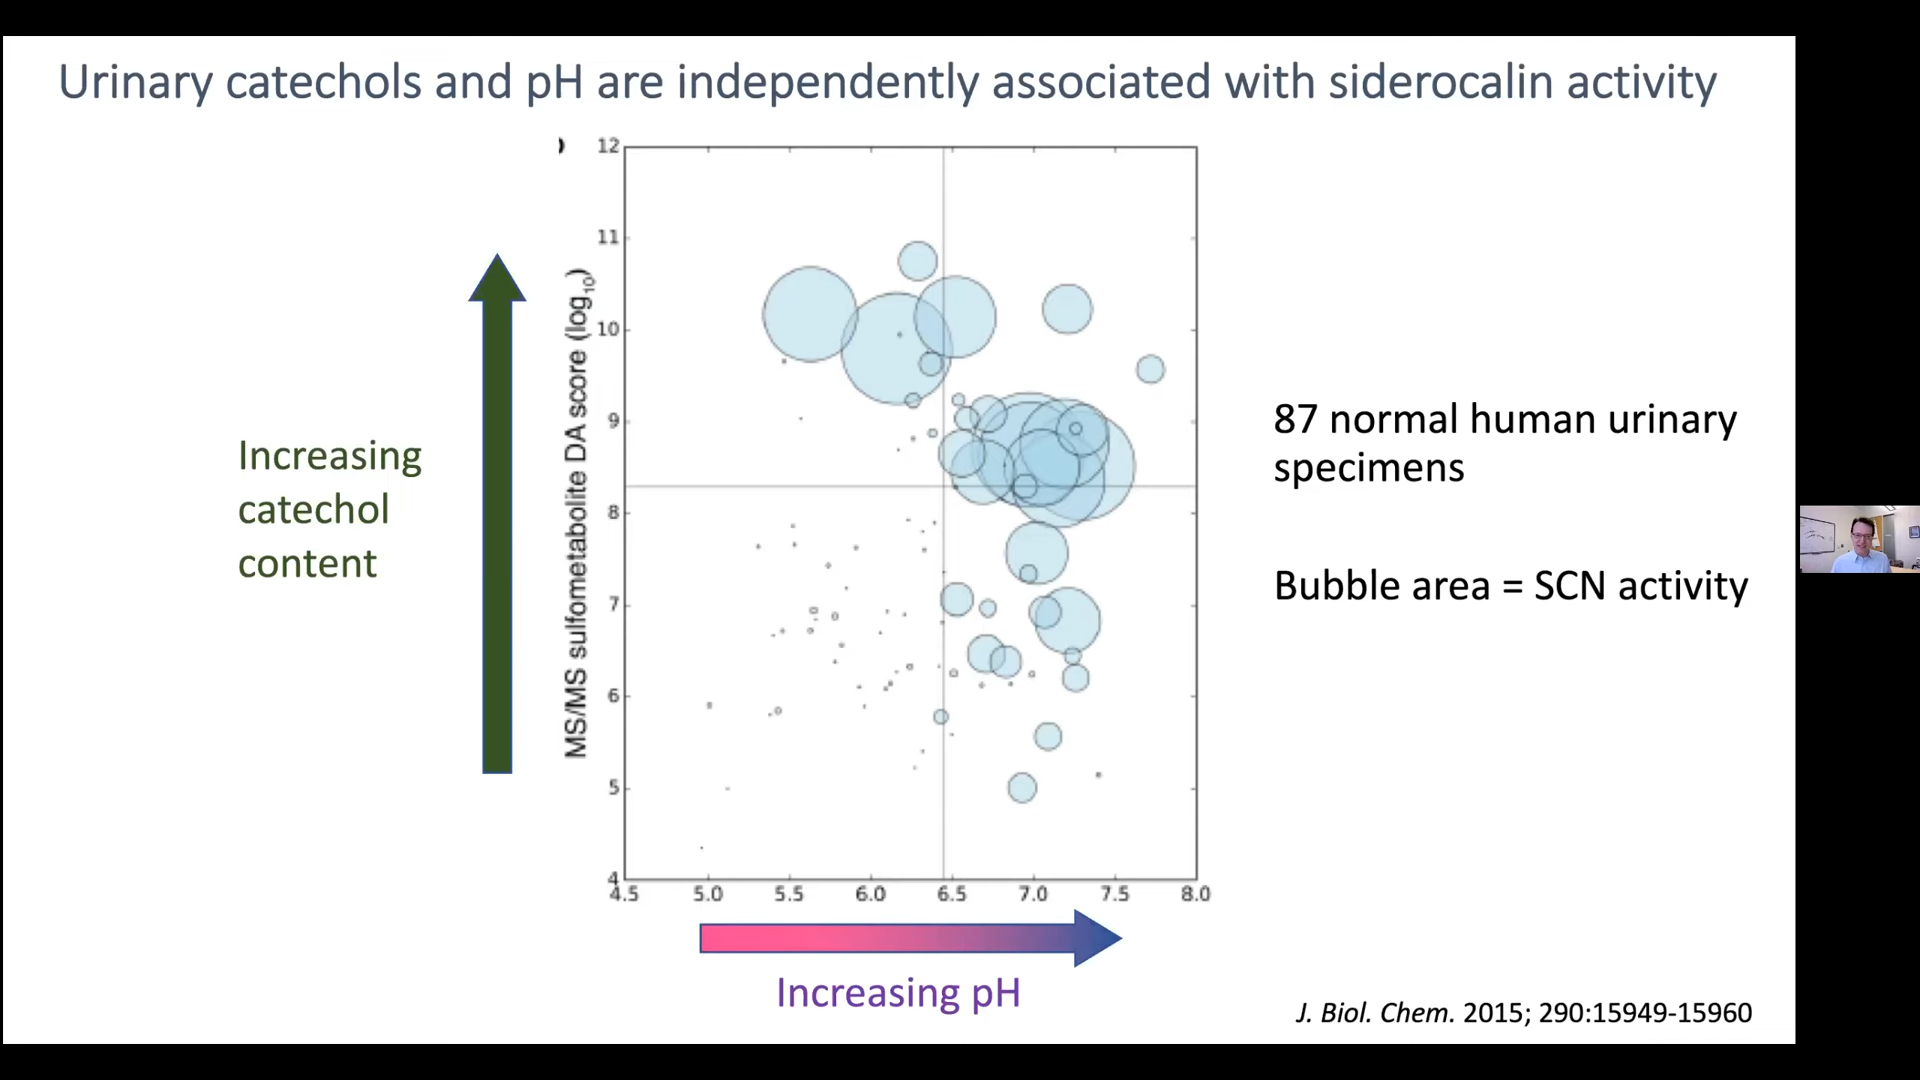 Urinary catechols and pH are independently associated with siderocalin activity
12
11
10
9
8
7
6
5
4
MS/MS sulfometabolite DA score (log10)
4.5 5.0 5.5 6.0 6.5 7.0 7.5 8.0
Increasing
catechol
content
Increasing pH
87 normal human urinary
specimens
Bubble area = SCN activity
J. Biol. Chem. 2015; 290:15949-15960